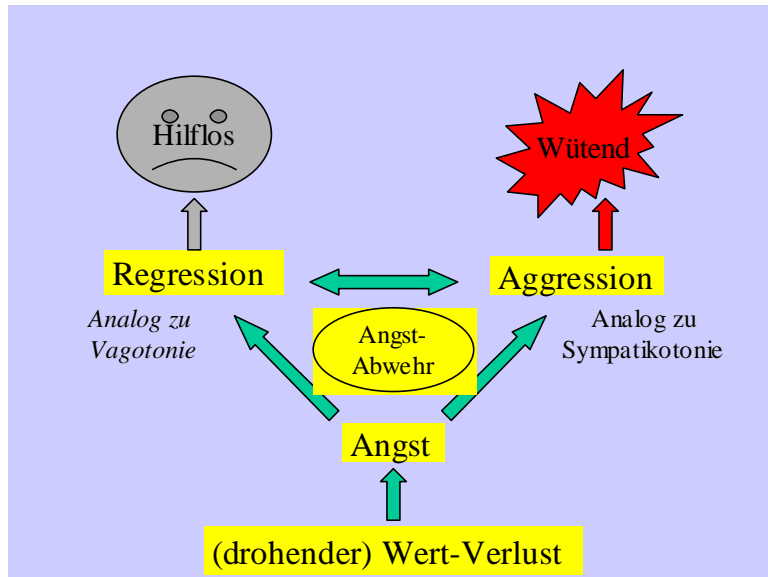 Hilflos
Wütend
Regression
Aggression
Analog zu
Vagotonie
Angst-
Abwehr
Analog zu
Sympatikotonie
Angst
(drohender) Wert-Verlust